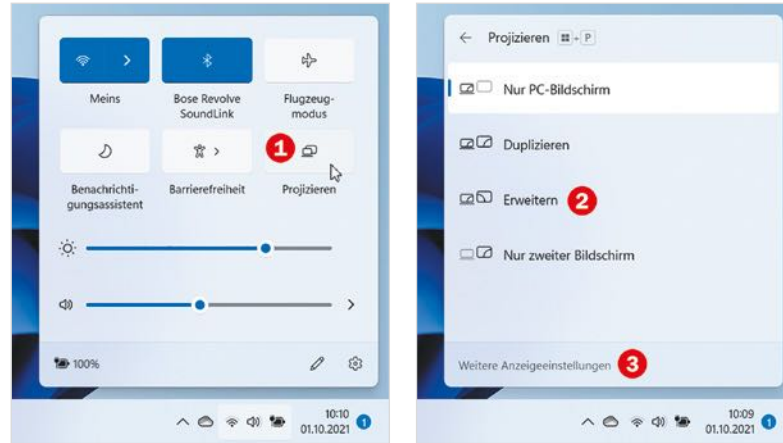 Meins
Bose Revolve
SoundLink
Flugzeug-
modus
1
Benachrichti-
gungsassistent
Barrierefreiheit
Projizieren
100%
10:10
01.10.2021
1
Projizieren + P
Nur PC-Bildschirm
Duplizieren
Erweitern 2
Nur zweiter Bildschirm
Weitere Anzeigeeinstellungen 3
10:09
01.10.2021
1